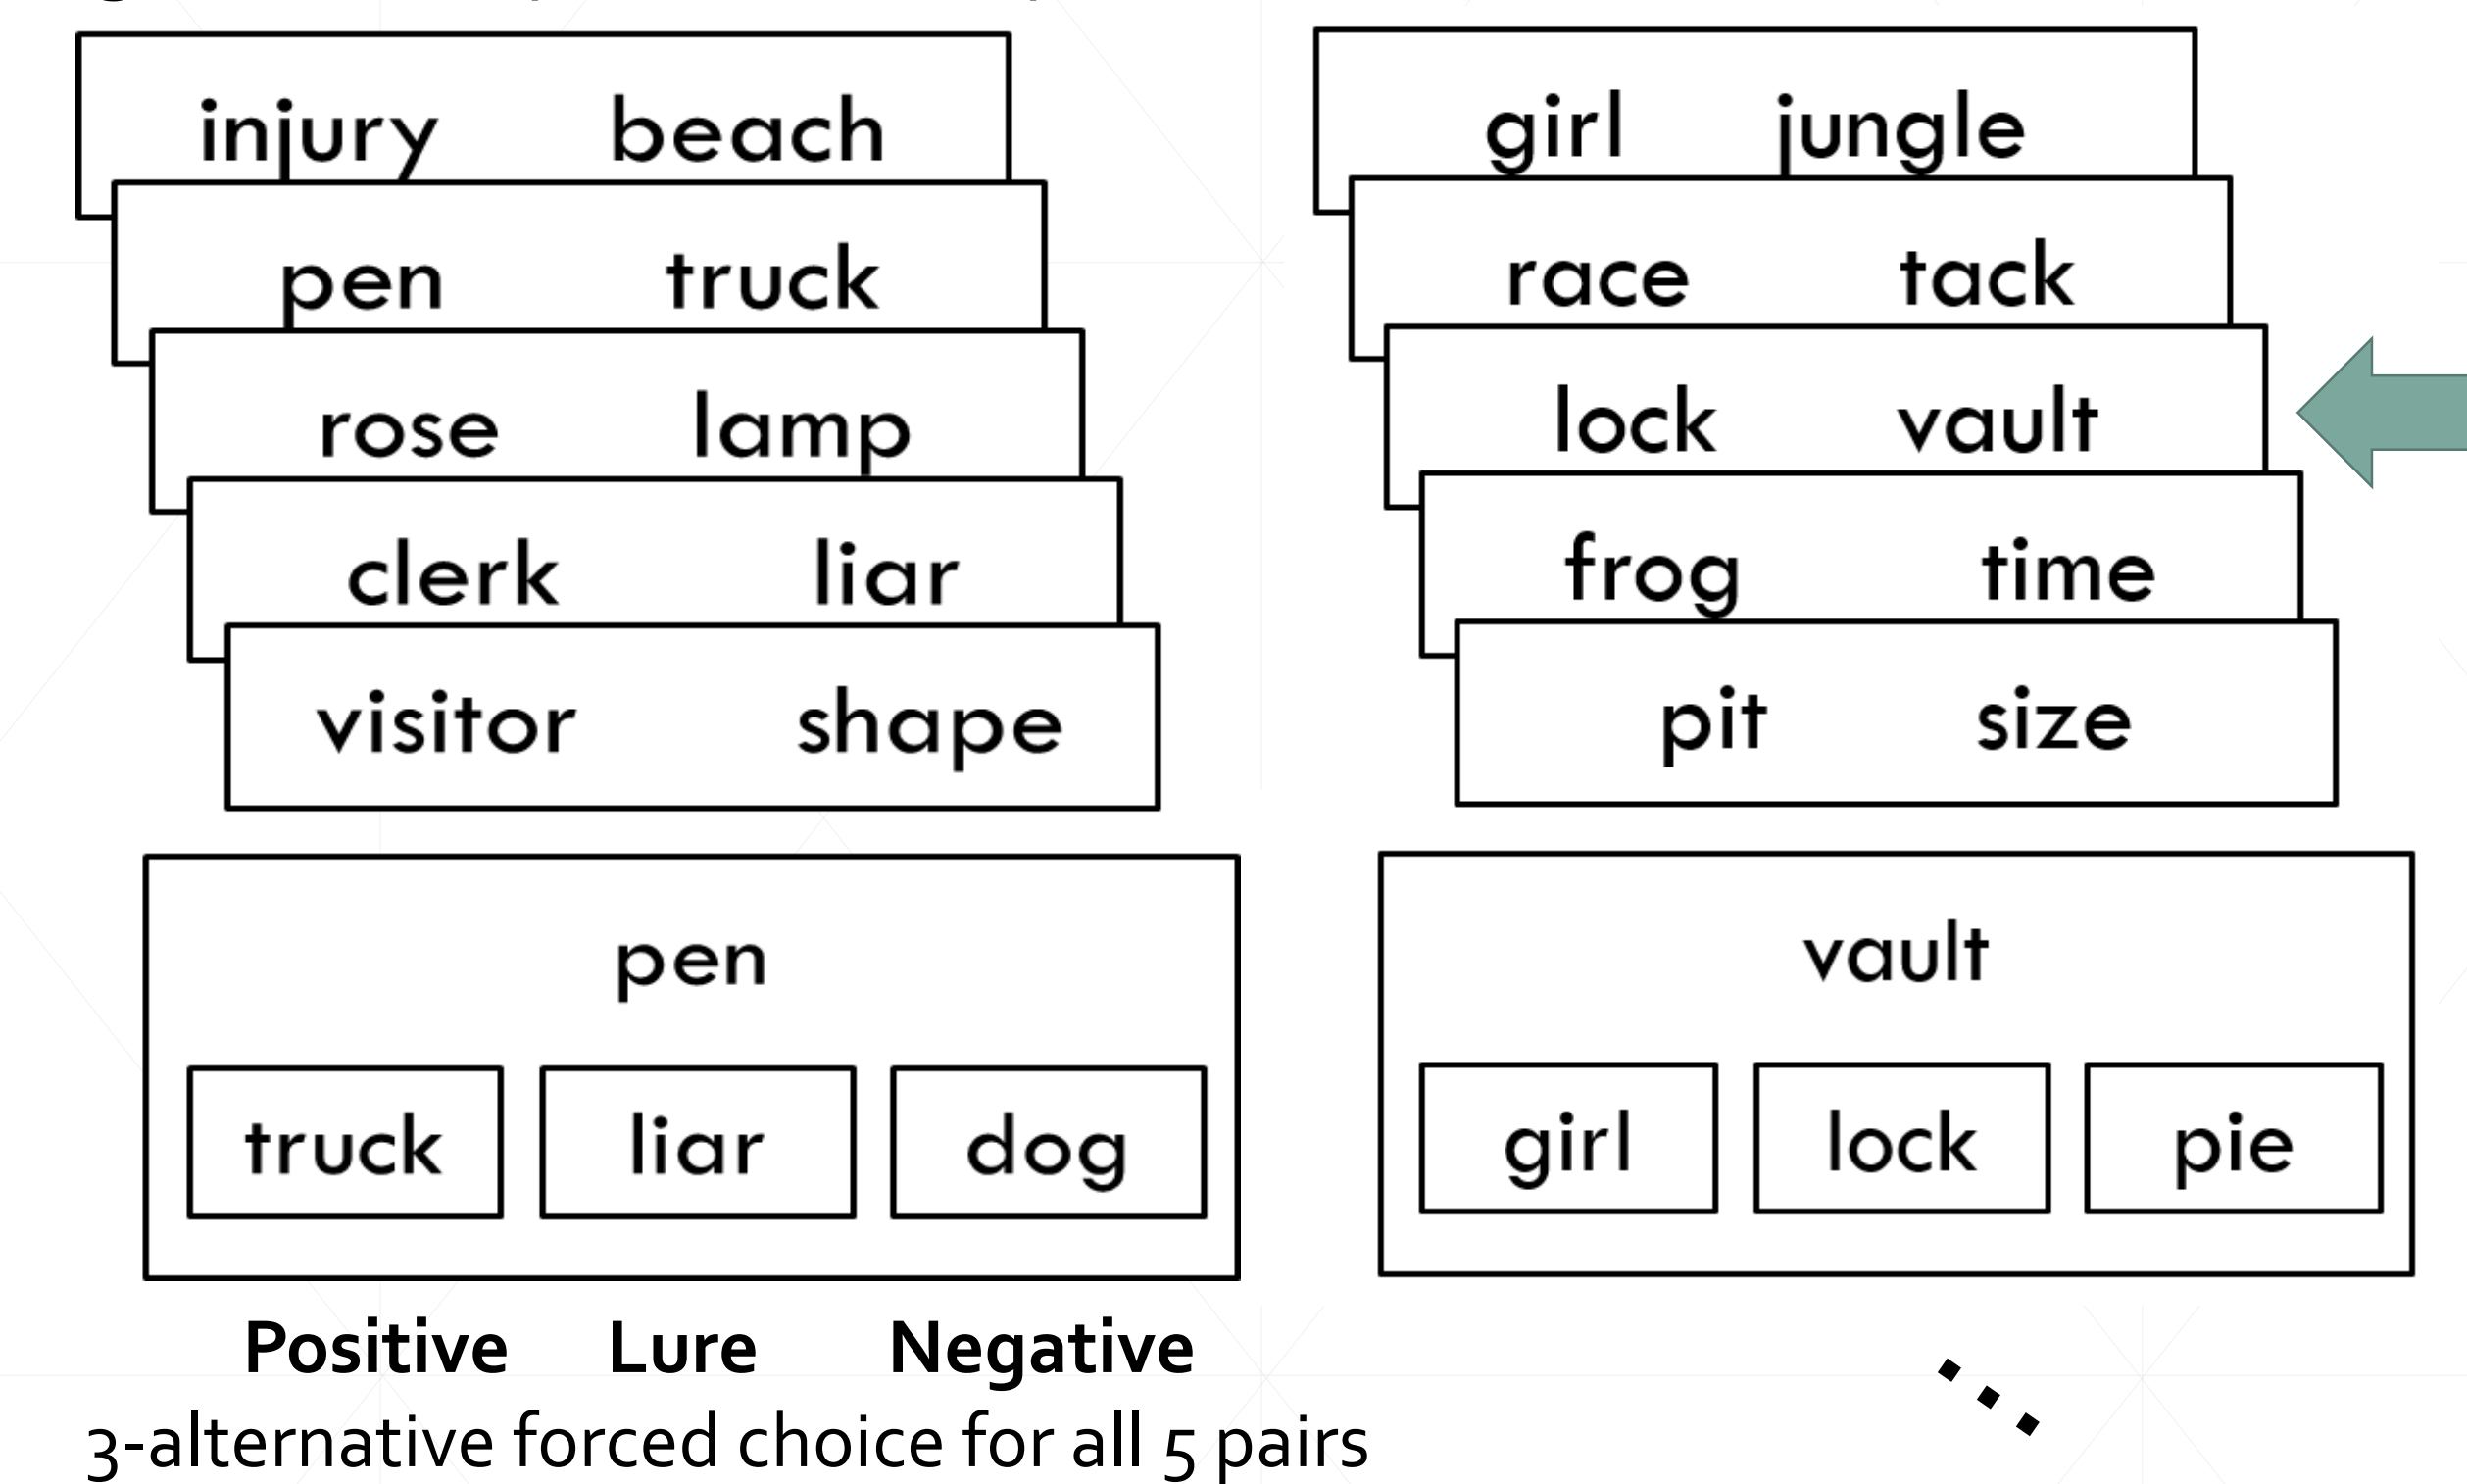 injury beach
pen truck
rose lamp
clerk liar
visitor shape
girl jungle
race tack
lock vault
frog time
pit size
pen
truck liar dog
vault
girl lock pie
Positive Lure Negative
3-alternative forced choice for all 5 pairs